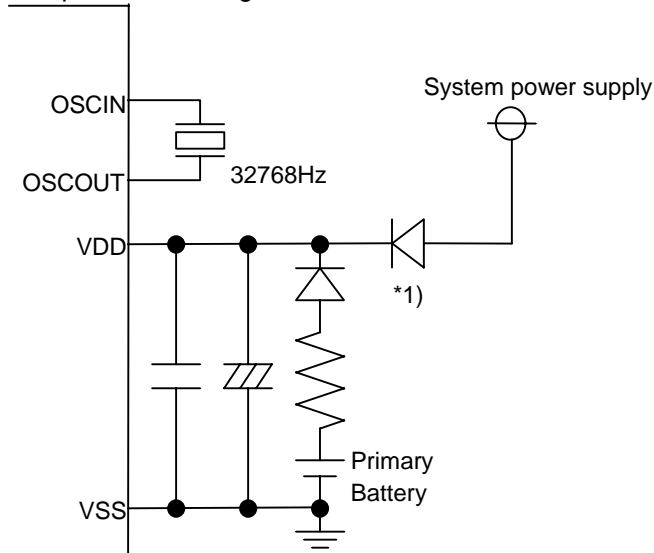 System power supply
OSCIN
OSCOUT
32768Hz
VDD
*1)
Primary
Battery
VSS